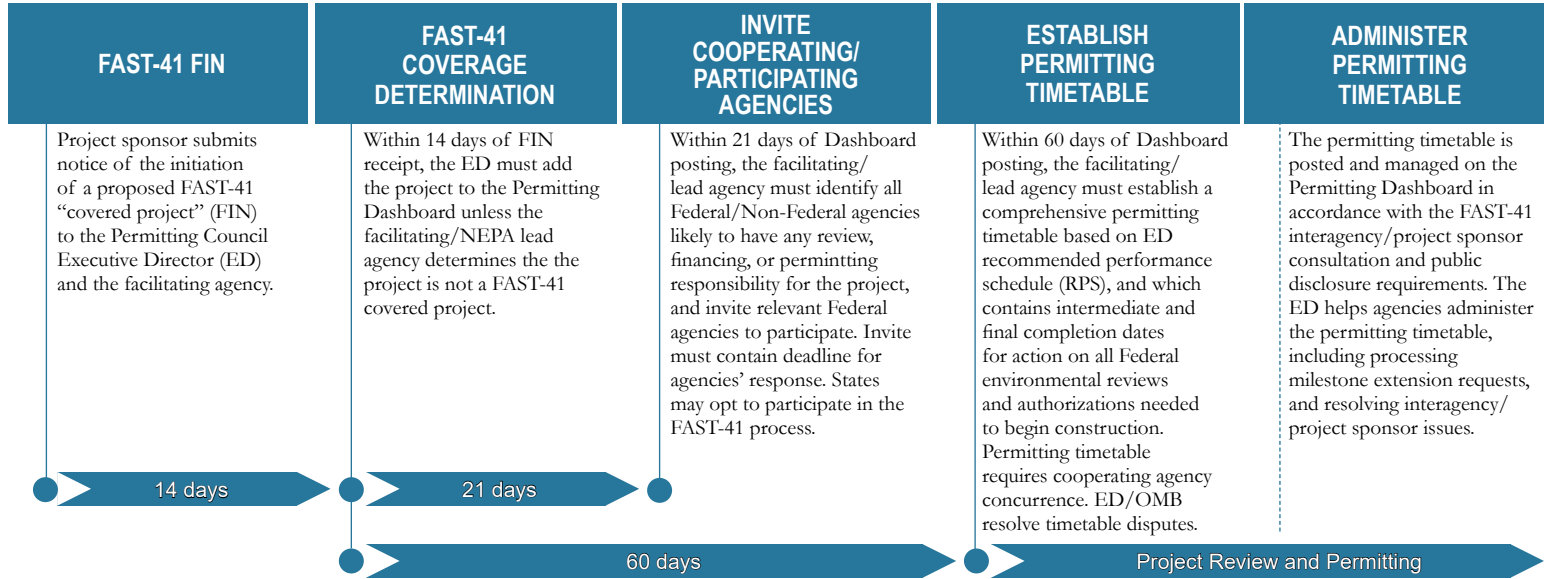 FAST-41 FIN
Project sponsor submits
notice of the initiation
of a proposed FAST-41
“covered project” (FIN)
to the Permitting Council
Executive Director (ED)
and the facilitating agency.
FAST-41
COVERAGE
DETERMINATION
Within 14 days of FIN
receipt, the ED must add
the project to the Permitting
Dashboard unless the
facilitating/NEPA lead
agency determines the the
project is not a FAST-41
covered project.
INVITE
COOPERATING/
PARTICIPATING
AGENCIES
Within 21 days of Dashboard
posting, the facilitating/
lead agency must identify all
Federal/Non-Federal agencies
likely to have any review,
financing, or permintting
responsibility for the project,
and invite relevant Federal
agencies to participate. Invite
must contain deadline for
agencies’ response. States
may opt to participate in the
FAST-41 process.
ESTABLISH
PERMITTING
TIMETABLE
Within 60 days of Dashboard
posting, the facilitating/
lead agency must establish a
comprehensive permitting
timetable based on ED
recommended performance
schedule (RPS), and which
contains intermediate and
final completion dates
for action on all Federal
environmental reviews
and authorizations needed
to begin construction.
Permitting timetable
requires cooperating agency
concurrence. ED/OMB
resolve timetable disputes.
ADMINISTER
PERMITTING
TIMETABLE
The permitting timetable is
posted and managed on the
Permitting Dashboard in
accordance with the FAST-41
interagency/project sponsor
consultation and public
disclosure requirements. The
ED helps agencies administer
the permitting timetable,
including processing
milestone extension requests,
and resolving interagency/
project sponsor issues.
14 days
21 days
60 days
Project Review and Permitting